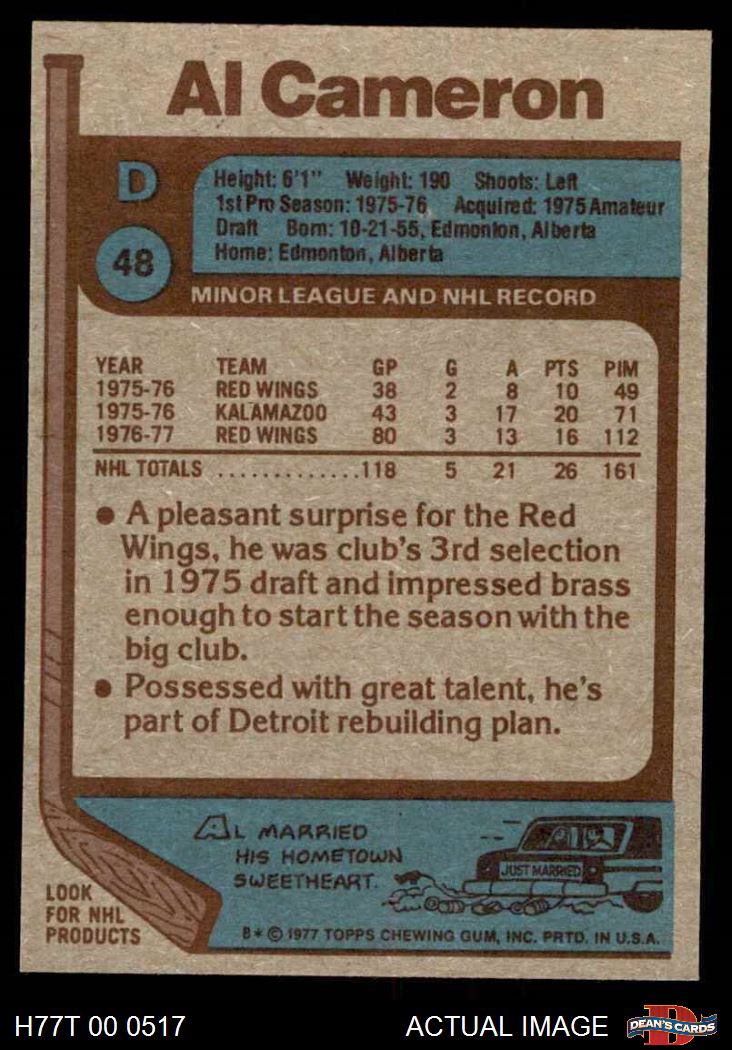 Al Cameron
D
48
Height: 6'1" Weight: 190 Shoots: Left
1st Pro Season: 1975-76 Acquired: 1975 Amateur
Draft Born: 10-21-55, Edmonton, Alberta
Home: Edmonton, Alberta
MINOR LEAGUE AND NHL RECORD
YEAR TEAM GP G A PTS PIM
1975-76 RED WINGS 38 2 8 10 49
1975-76 KALAMAZOO 43 3 17 20 71
1976-77 RED WINGS 80 3 13 16 112
NHL TOTALS .............118 5 21 26 161
● A pleasant surprise for the Red
Wings, he was club's 3rd selection
in 1975 draft and impressed brass
enough to start the season with the
big club.
● Possessed with great talent, he's
part of Detroit rebuilding plan.
AL MARRIED
HIS HOMETOWN
SWEETHEART.
JUST MARRIED
LOOK
FOR NHL
PRODUCTS
B* © 1977 TOPPS CHEWING GUM, INC. PRTD. IN U.S.A.
H77T 00 0517
ACTUAL IMAGE
D
DEAN'S CARDS